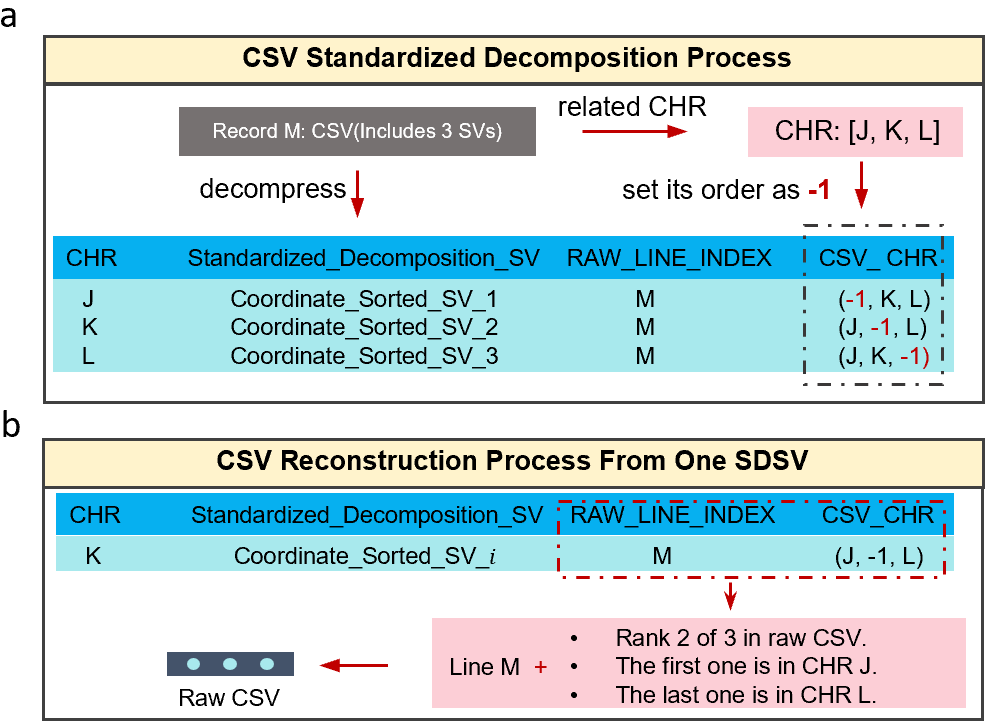 a
CSV Standardized Decomposition Process
Record M: CSV(Includes 3 SVs)
related CHR
CHR: [J, K, L]
decompress
set its order as -1
CHR Standardized_Decomposition_SV RAW_LINE_INDEX CSV_ CHR
J Coordinate_Sorted_SV_1 M (-1, K, L)
K Coordinate_Sorted_SV_2 M (J, -1, L)
L Coordinate_Sorted_SV_3 M (J, K, -1)
b
CSV Reconstruction Process From One SDSV
CHR Standardized_Decomposition_SV RAW_LINE_INDEX CSV_CHR
K Coordinate_Sorted_SV_i M (J, -1, L)
Line M +
• Rank 2 of 3 in raw CSV.
• The first one is in CHR J.
• The last one is in CHR L.
Raw CSV